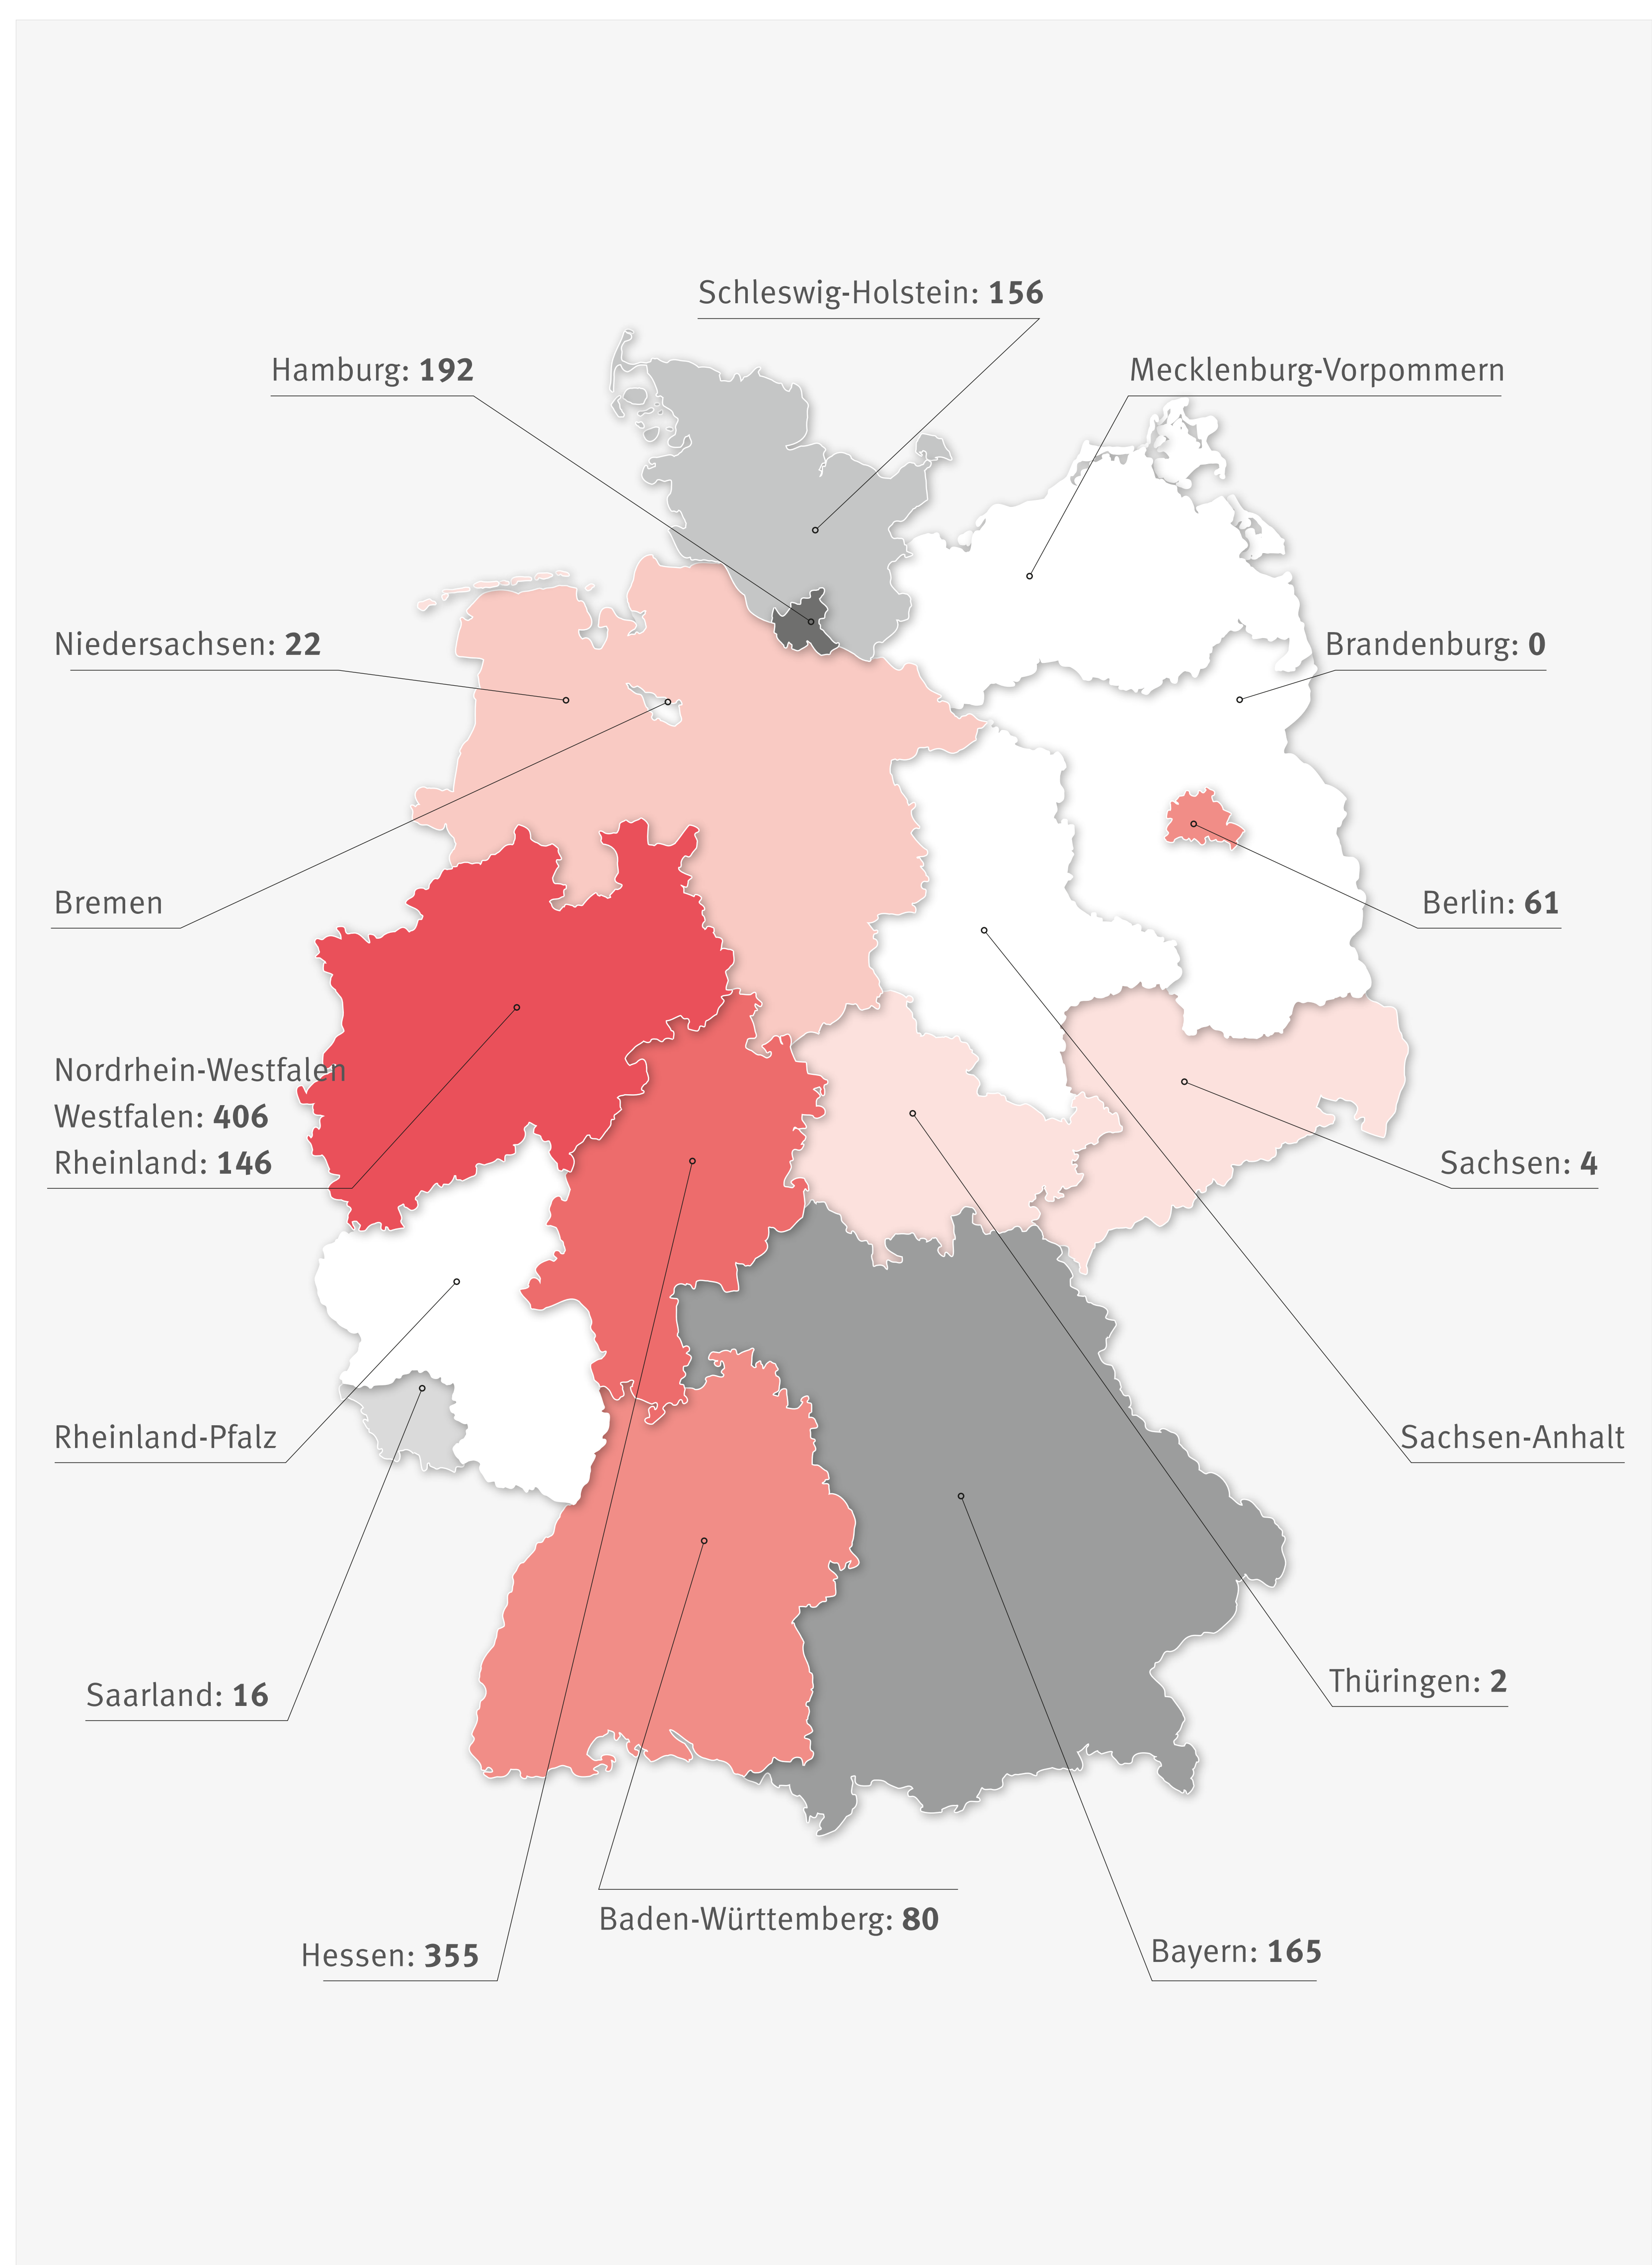 Schleswig-Holstein: 156
Hamburg: 192
Mecklenburg-Vorpommern
Niedersachsen: 22
Brandenburg: 0
Bremen
Berlin: 61
Nordrhein-Westfalen
Westfalen: 406
Rheinland: 146
Sachsen: 4
Rheinland-Pfalz
Sachsen-Anhalt
Saarland: 16
Thüringen: 2
Baden-Württemberg: 80
Hessen: 355
Bayern: 165